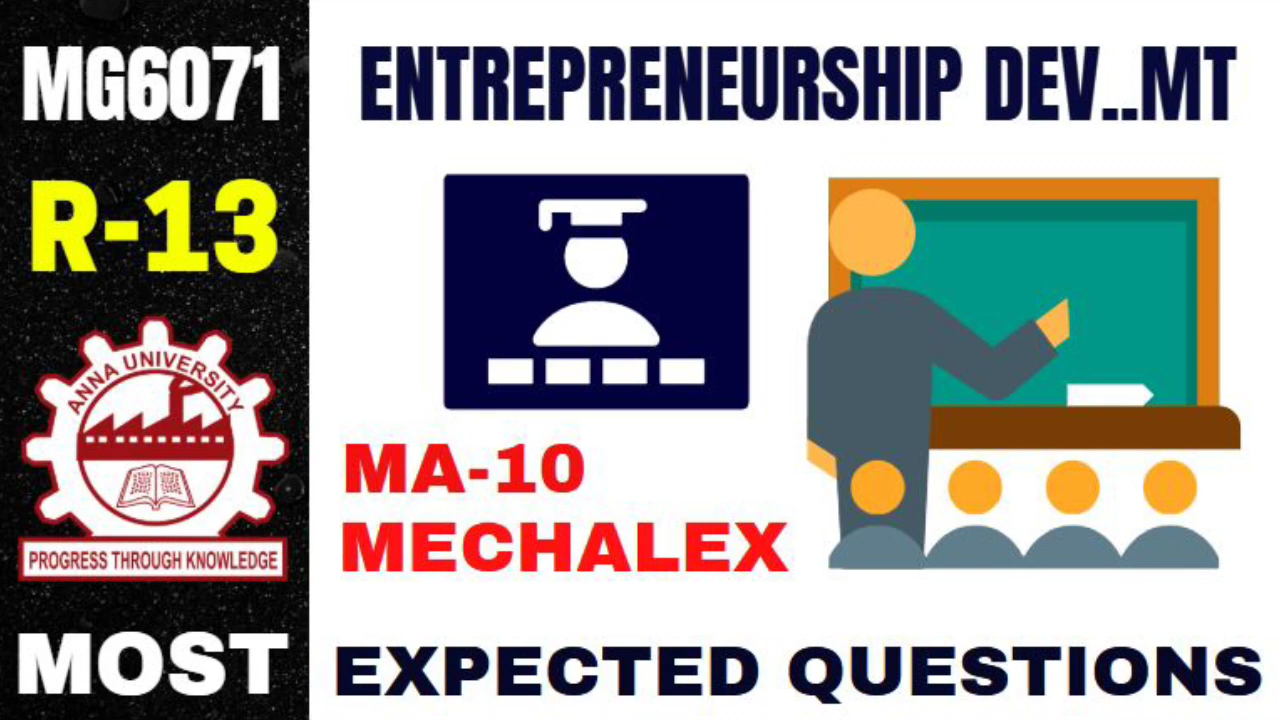 MG6071
R-13
ANNA UNIVERSITY
PROGRESS THROUGH KNOWLEDGE
ENTREPRENEURSHIP DEV..MT
MA-10
MECHALEX
MOST EXPECTED QUESTIONS